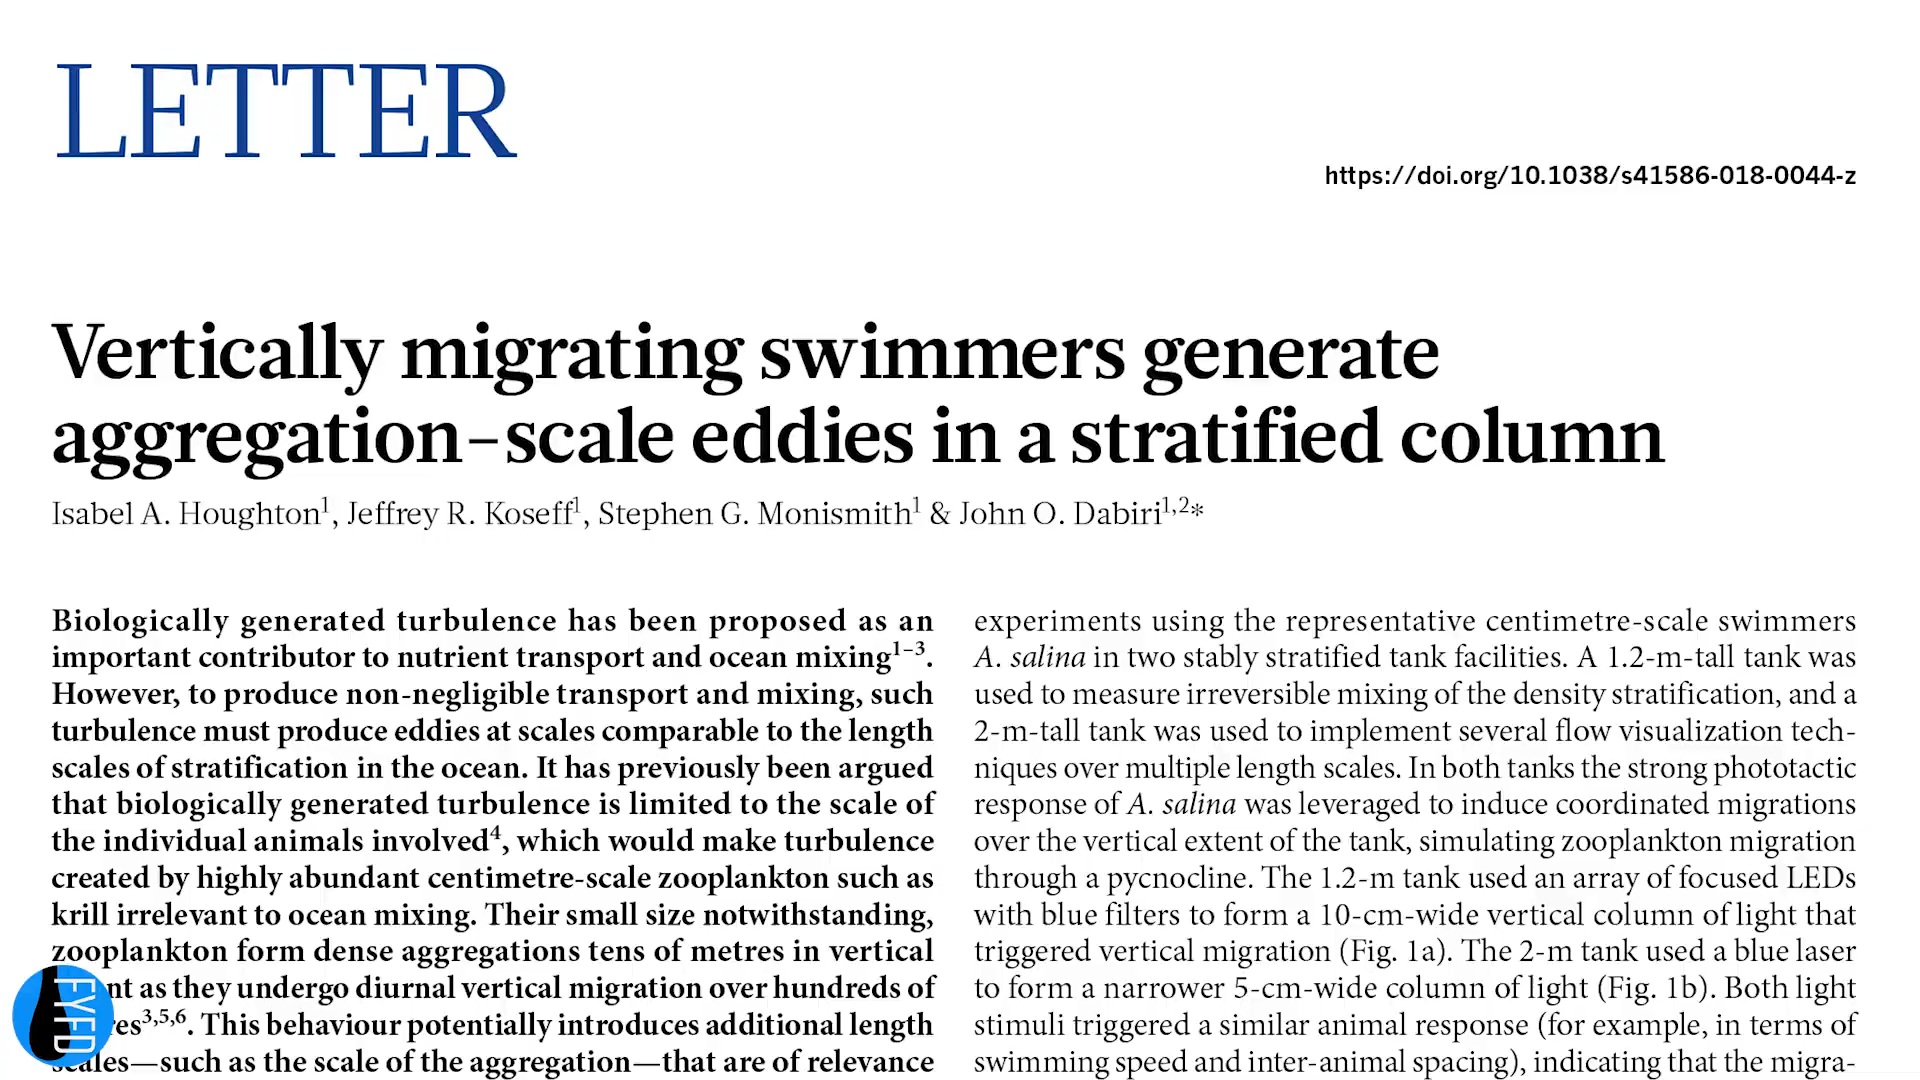 LETTER
https://doi.org/10.1038/s41586-018-0044-z
Vertically migrating swimmers generate
aggregation–scale eddies in a stratified column
Isabel A. Houghton1, Jeffrey R. Koseff1, Stephen G. Monismith1 & John O. Dabiri1,2*
Biologically generated turbulence has been proposed as an
important contributor to nutrient transport and ocean mixing1–3.
However, to produce non-negligible transport and mixing, such
turbulence must produce eddies at scales comparable to the length
scales of stratification in the ocean. It has previously been argued
that biologically generated turbulence is limited to the scale of
the individual animals involved4, which would make turbulence
created by highly abundant centimetre-scale zooplankton such as
krill irrelevant to ocean mixing. Their small size notwithstanding,
zooplankton form dense aggregations tens of metres in vertical
as they undergo diurnal vertical migration over hundreds of
3,5,6. This behaviour potentially introduces additional length
scales—such as the scale of the aggregation—that are of relevance
experiments using the representative centimetre-scale swimmers
A. salina in two stably stratified tank facilities. A 1.2-m-tall tank was
used to measure irreversible mixing of the density stratification, and a
2-m-tall tank was used to implement several flow visualization tech-
niques over multiple length scales. In both tanks the strong phototactic
response of A. salina was leveraged to induce coordinated migrations
over the vertical extent of the tank, simulating zooplankton migration
through a pycnocline. The 1.2-m tank used an array of focused LEDs
with blue filters to form a 10-cm-wide vertical column of light that
triggered vertical migration (Fig. 1a). The 2-m tank used a blue laser
to form a narrower 5-cm-wide column of light (Fig. 1b). Both light
stimuli triggered a similar animal response (for example, in terms of
swimming speed and inter-animal spacing), indicating that the migra-
FYFD